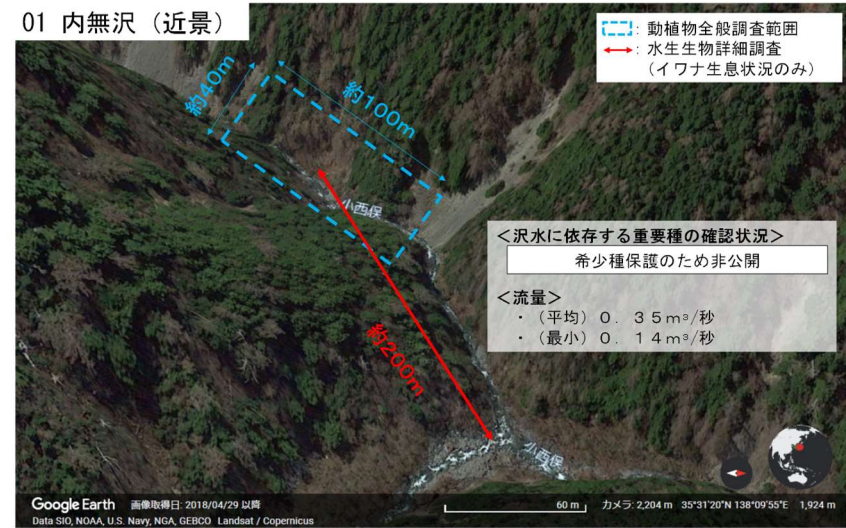 01 内無沢（近景）
：動植物全般調査範囲
：水生生物詳細調査
（イワナ生息状況のみ）
約40m
約100m
小西俣
＜沢水に依存する重要種の確認状況＞
希少種保護のため非公開
＜流量＞
・（平均）０．３５m³/秒
・（最小）０．１４m³/秒
約200m
小西俣
Google Earth 画像取得日: 2018/04/29 以降
60 m
カメラ: 2,204 m 35°31'20"N 138°09'55"E 1,924 m
Data SIO, NOAA, U.S. Navy, NGA, GEBCO Landsat / Copernicus